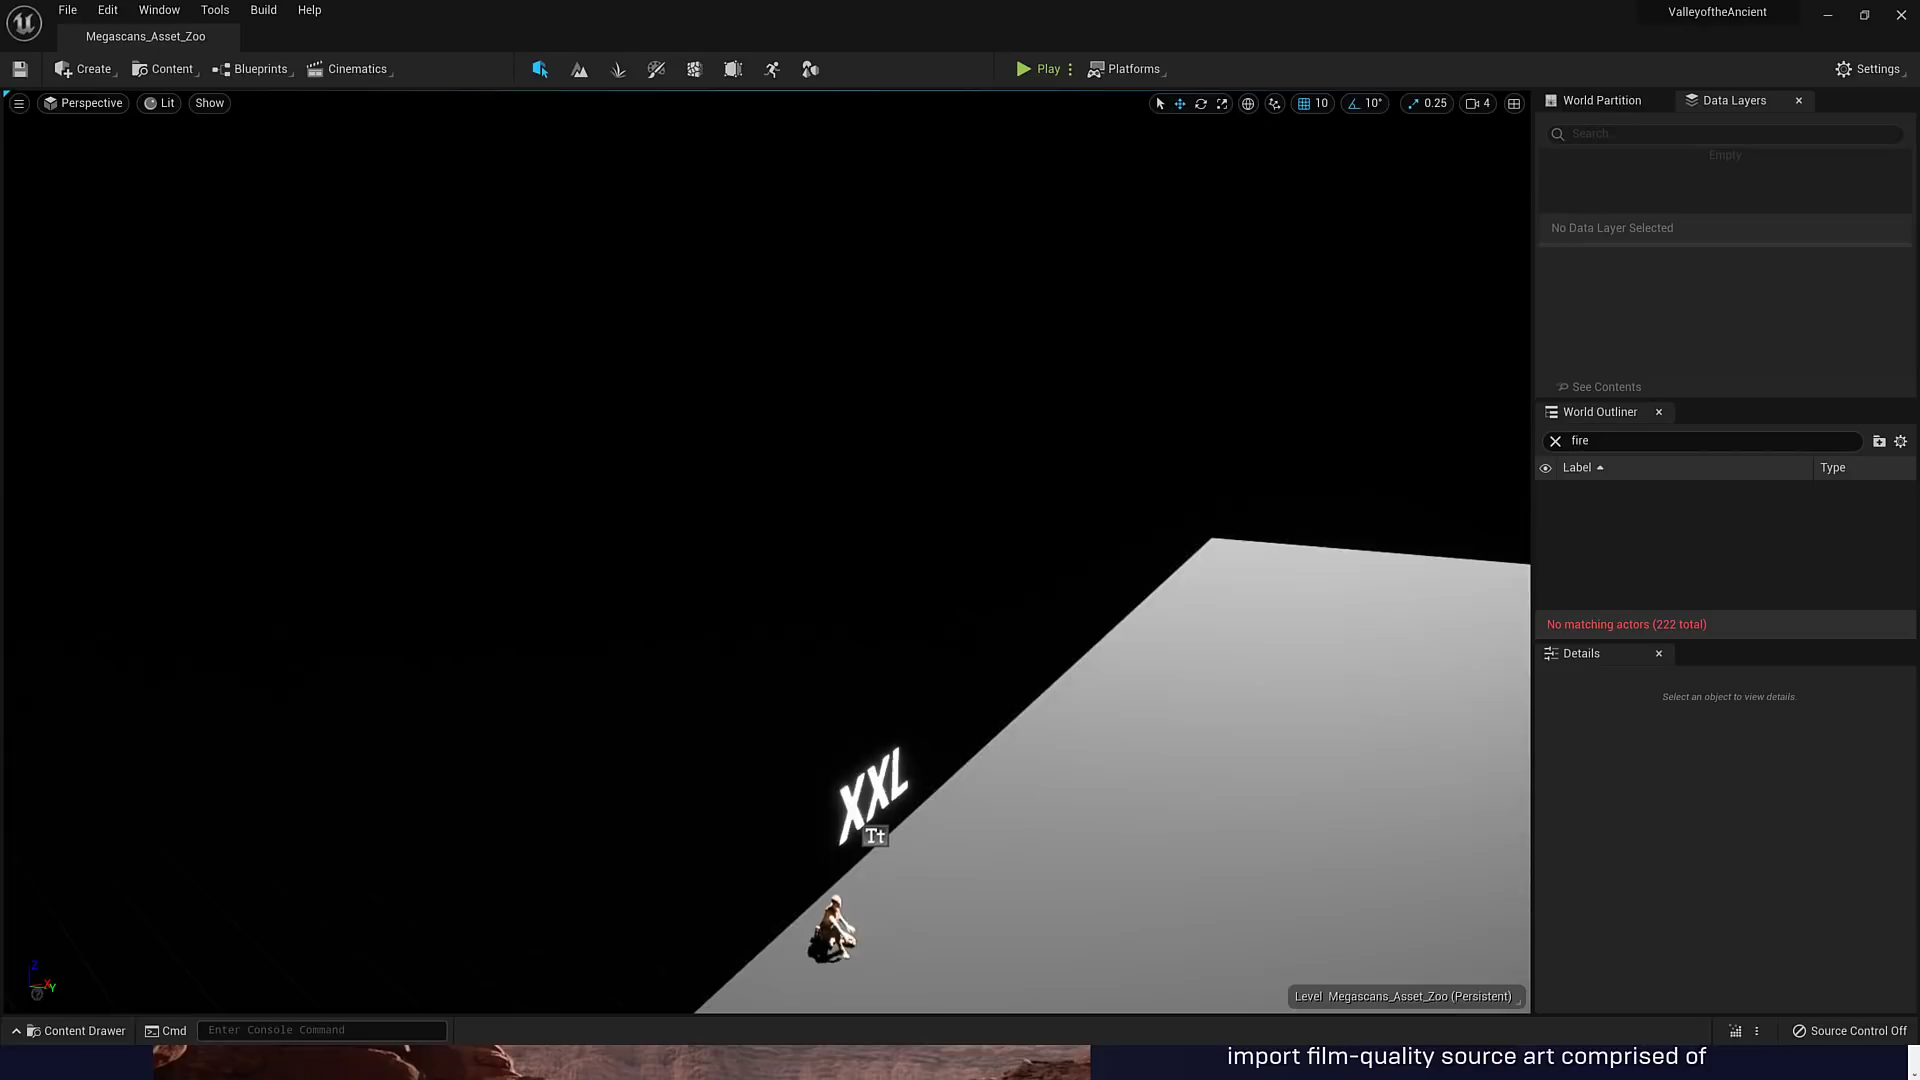 File Edit Window Tools Build Help
ValleyoftheAncient
Megascans_Asset_Zoo
Create Content Blueprints Cinematics
Play Platforms
Settings
Perspective Lit Show
10 10° 0.25 4
World Partition Data Layers
Search...
Empty
No Data Layer Selected
See Contents
World Outliner
fire
Label Type
No matching actors (222 total)
Details
Select an object to view details.
XXL
Tt
Z
X
Y
Level Megascans_Asset_Zoo (Persistent)
Content Drawer Cmd Enter Console Command
Source Control Off
import film-quality source art comprised of